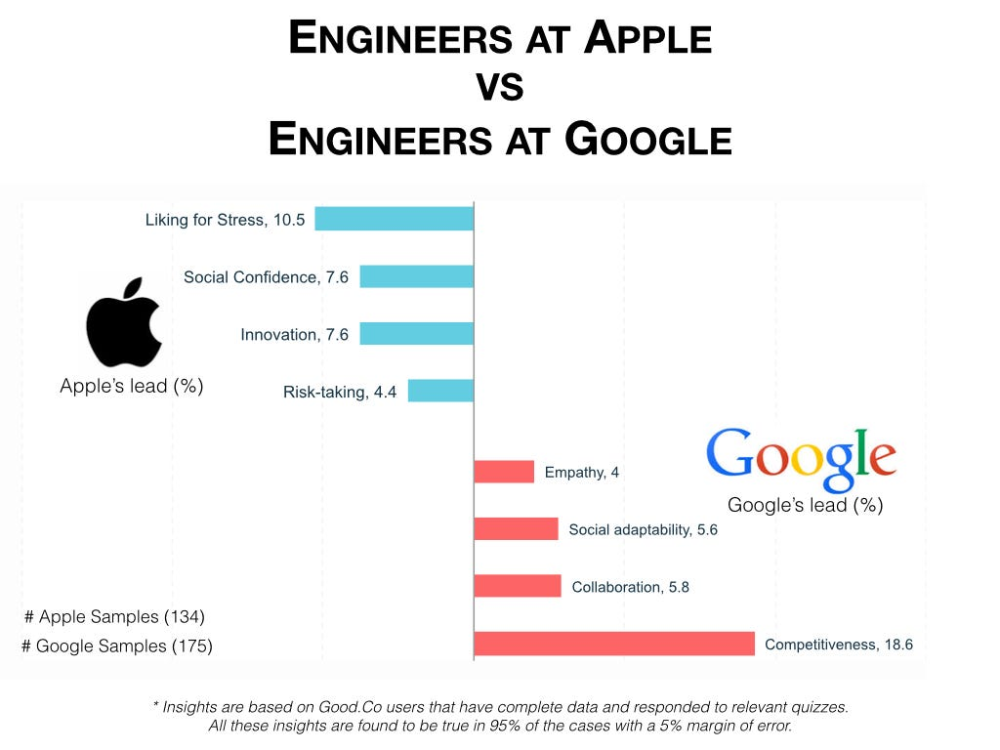 ENGINEERS AT APPLE
VS
ENGINEERS AT GOOGLE
Liking for Stress, 10.5
Social Confidence, 7.6
Innovation, 7.6
Apple’s lead (%)
Risk-taking, 4.4
Google
Empathy, 4
Google’s lead (%)
Social adaptability, 5.6
Collaboration, 5.8
# Apple Samples (134)
# Google Samples (175)
Competitiveness, 18.6
* Insights are based on Good.Co users that have complete data and responded to relevant quizzes.
All these insights are found to be true in 95% of the cases with a 5% margin of error.